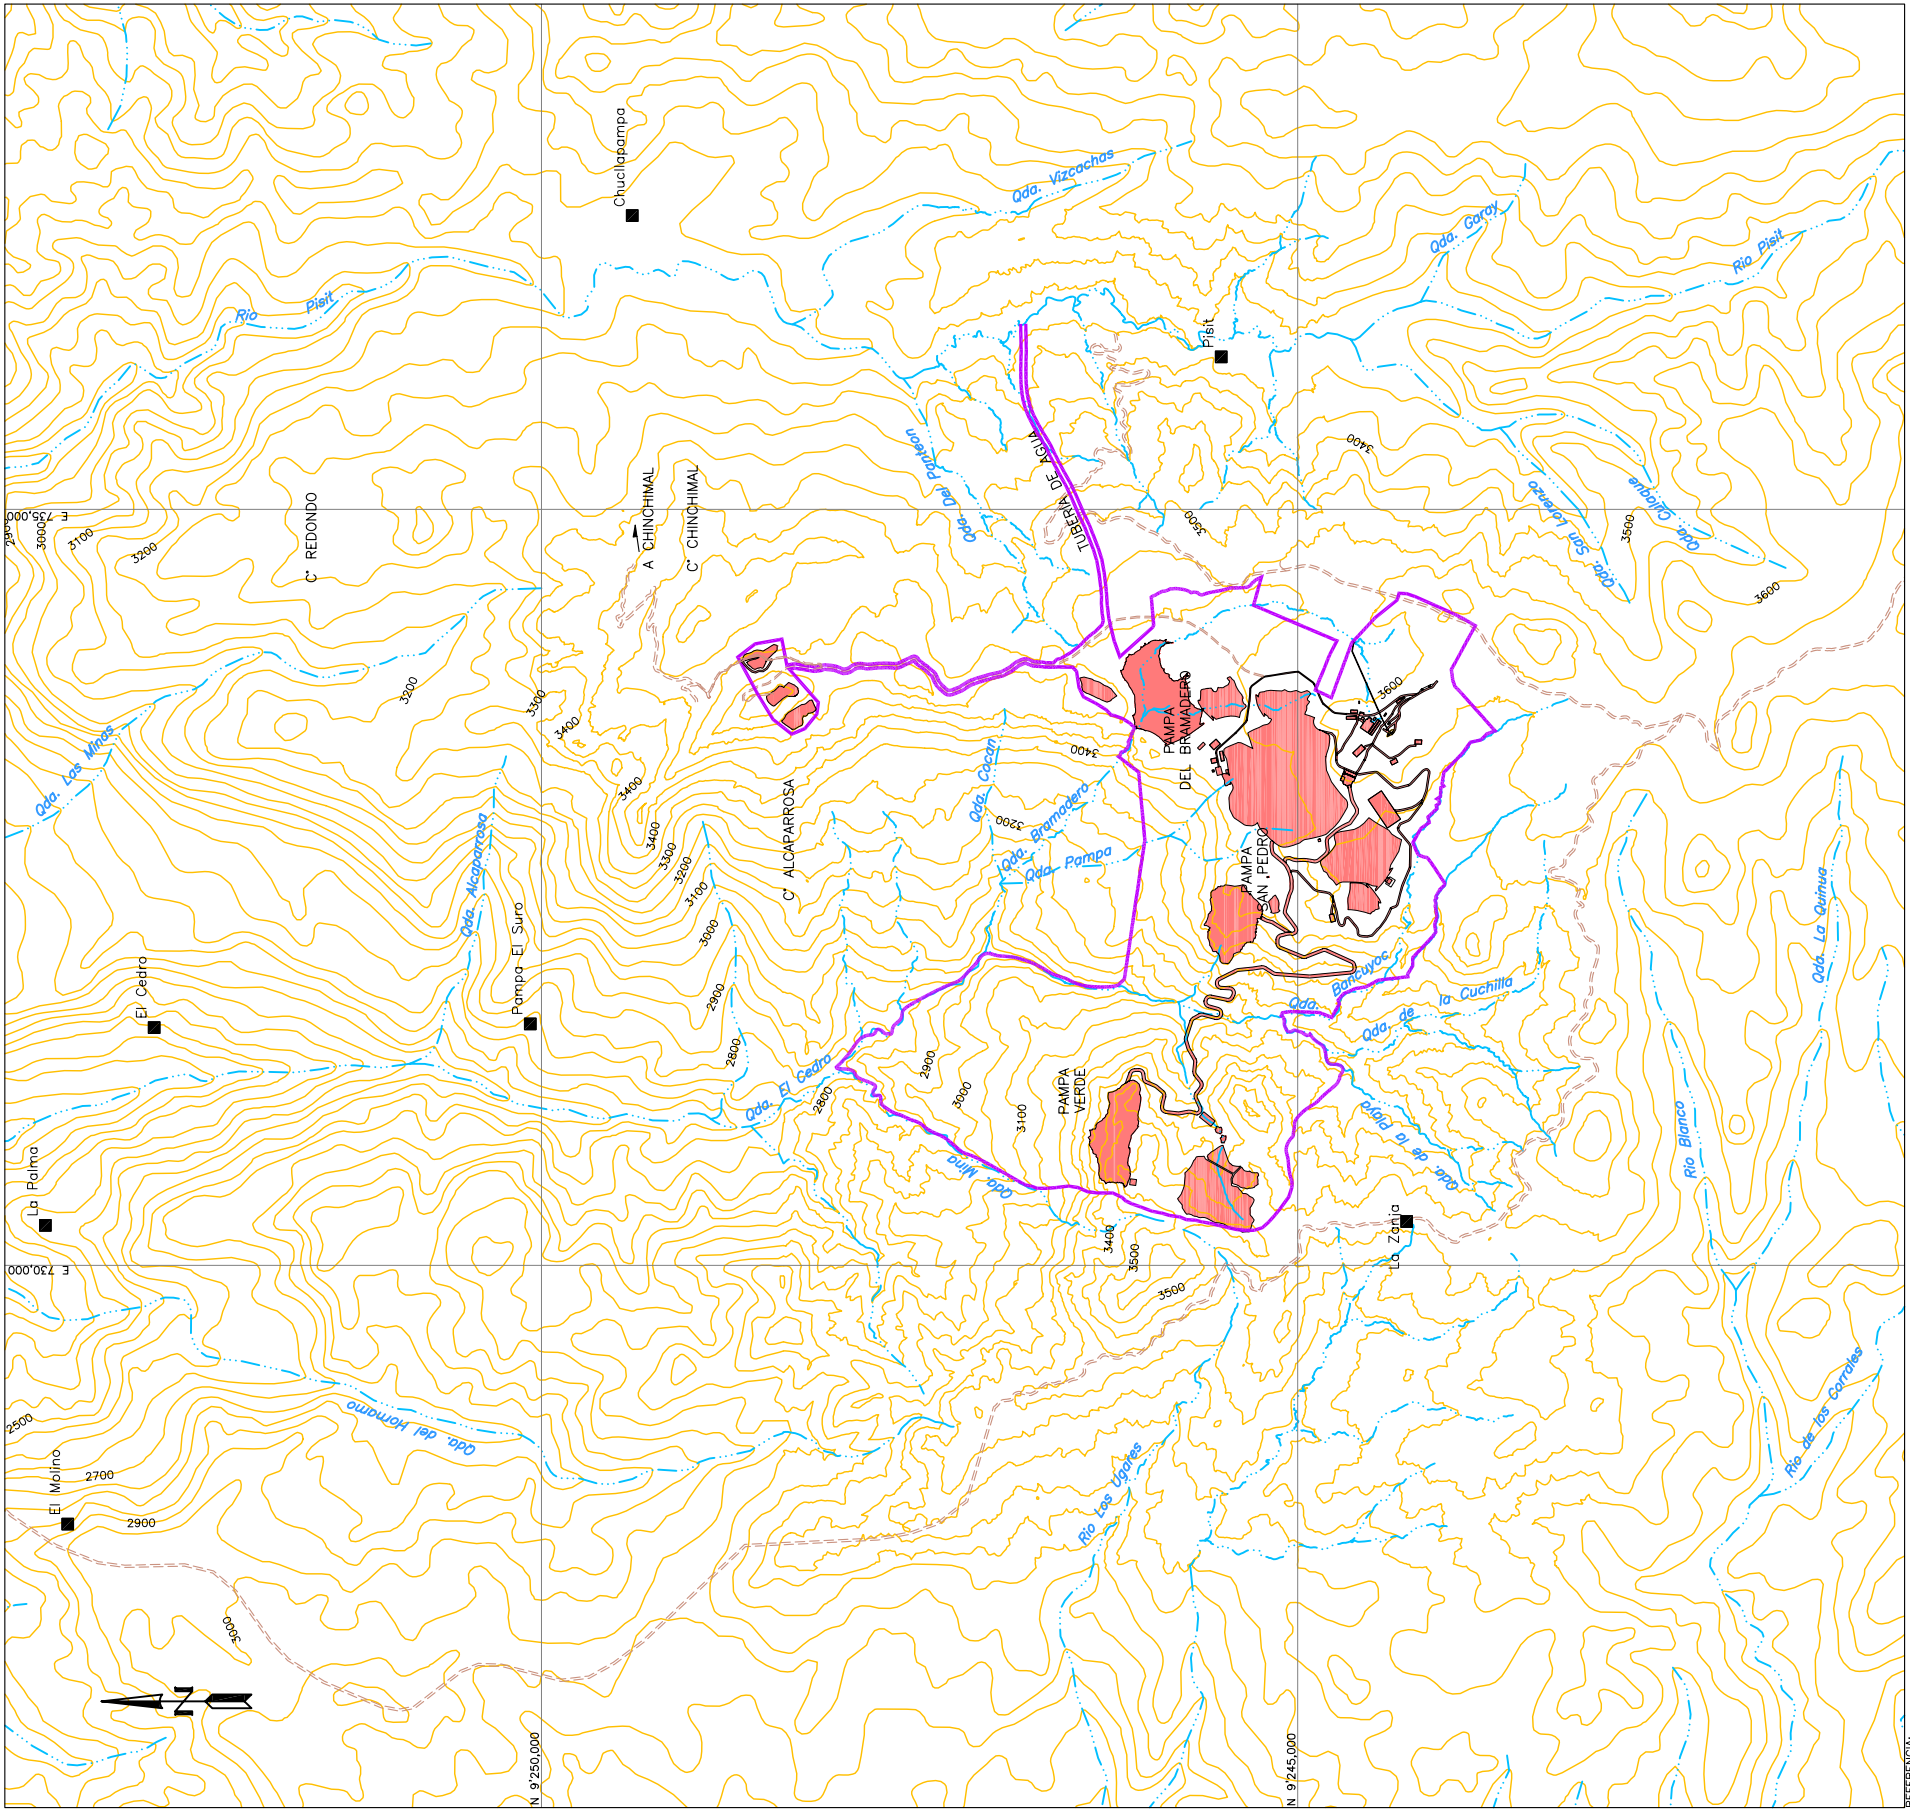 2500
El Molino
2700
2900
La Palma
E 730,000
El Cedro
E 735,000
2900
3000
3100
3200
Qda. Las Minas
3000
Rio Pisit
C° REDONDO
Qda. del Hornamo
3200
Qda. Alcaparrosa
Pampa El Suro
N 9'250,000
3300
3400
Chucllapampa
A CHINCHIMAL
C° CHINCHIMAL
3400
3400
3300
3200
3100
3000
2900
2800
Qda. El Cedro
C° ALCAPARROSA
2800
Qda. Del Panteon
2900
3000
Qda. Mina
Qda. Cocan
3200
Qda. Bramadero
Qda. Pampa
Qda. Vizcachas
3100
TUBERIA DE AGUA
PAMPA
VERDE
3400
3400
3500
3500
Rio Los Ugares
PAMPA
DEL BRAMADERO
3500
Pisit
PAMPA
SAN PEDRO
N 9'245,000
Qda. Bancuyoc
3400
3600
La Zanja
Qda. de la Cuchilla
Qda. de la Playa
Qda. Garay
Qda. San Lorenzo
3500
Qda. Culaque
Rio Blanco
Rio Pisit
3600
Qda. La Quinua
Rio de los Corrales
REFERENCIA: